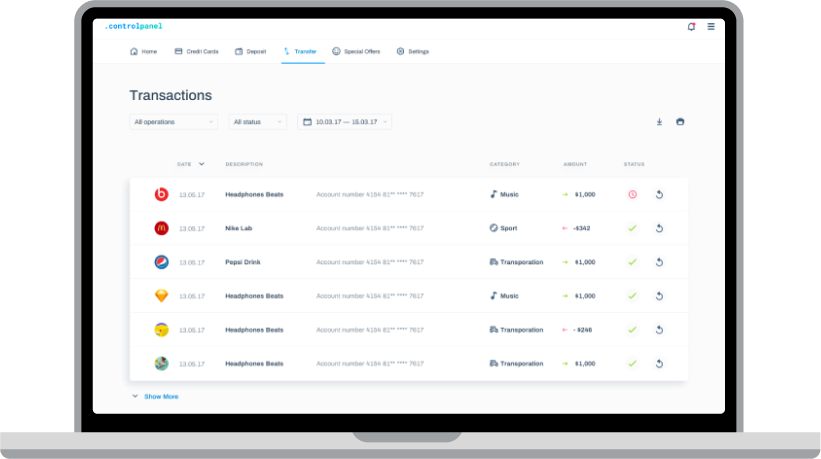 .controlpanel
Home Credit Cards Deposit Transfer Special Offers Settings
Transactions
All operations All status 10.03.17 — 15.03.17
DATE DESCRIPTION CATEGORY AMOUNT STATUS
13.05.17 Headphones Beats Account number 4154 81** **** 7617 Music $1,000
13.05.17 Nike Lab Account number 4154 81** **** 7617 Sport -$342
13.05.17 Pepsi Drink Account number 4154 81** **** 7617 Transporation $1,000
13.05.17 Headphones Beats Account number 4154 81** **** 7617 Music $1,000
13.05.17 Headphones Beats Account number 4154 81** **** 7617 Transporation - $246
13.05.17 Headphones Beats Account number 4154 81** **** 7617 Transporation $1,000
Show More